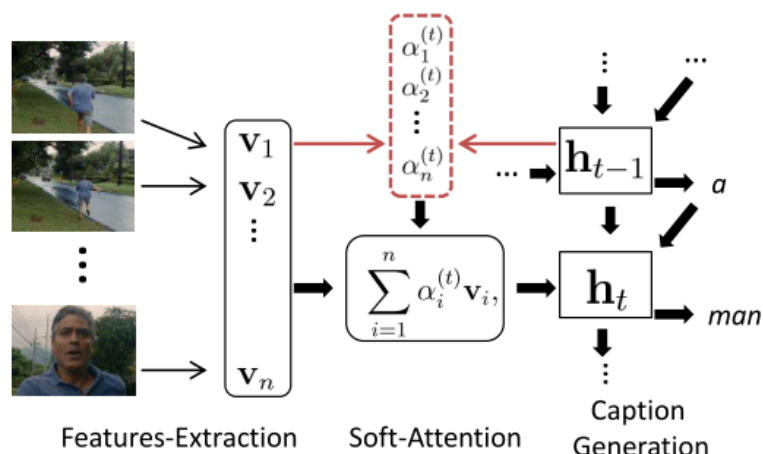 α₁⁽ᵗ⁾
α₂⁽ᵗ⁾
⋮
αₙ⁽ᵗ⁾
v₁
v₂
⋮
vₙ
⋮
∑ᵢ₌₁ⁿ αᵢ⁽ᵗ⁾vᵢ,
⋮
...
...
hₜ₋₁
a
hₜ
man
⋮
Features-Extraction
Soft-Attention
Caption
Generation